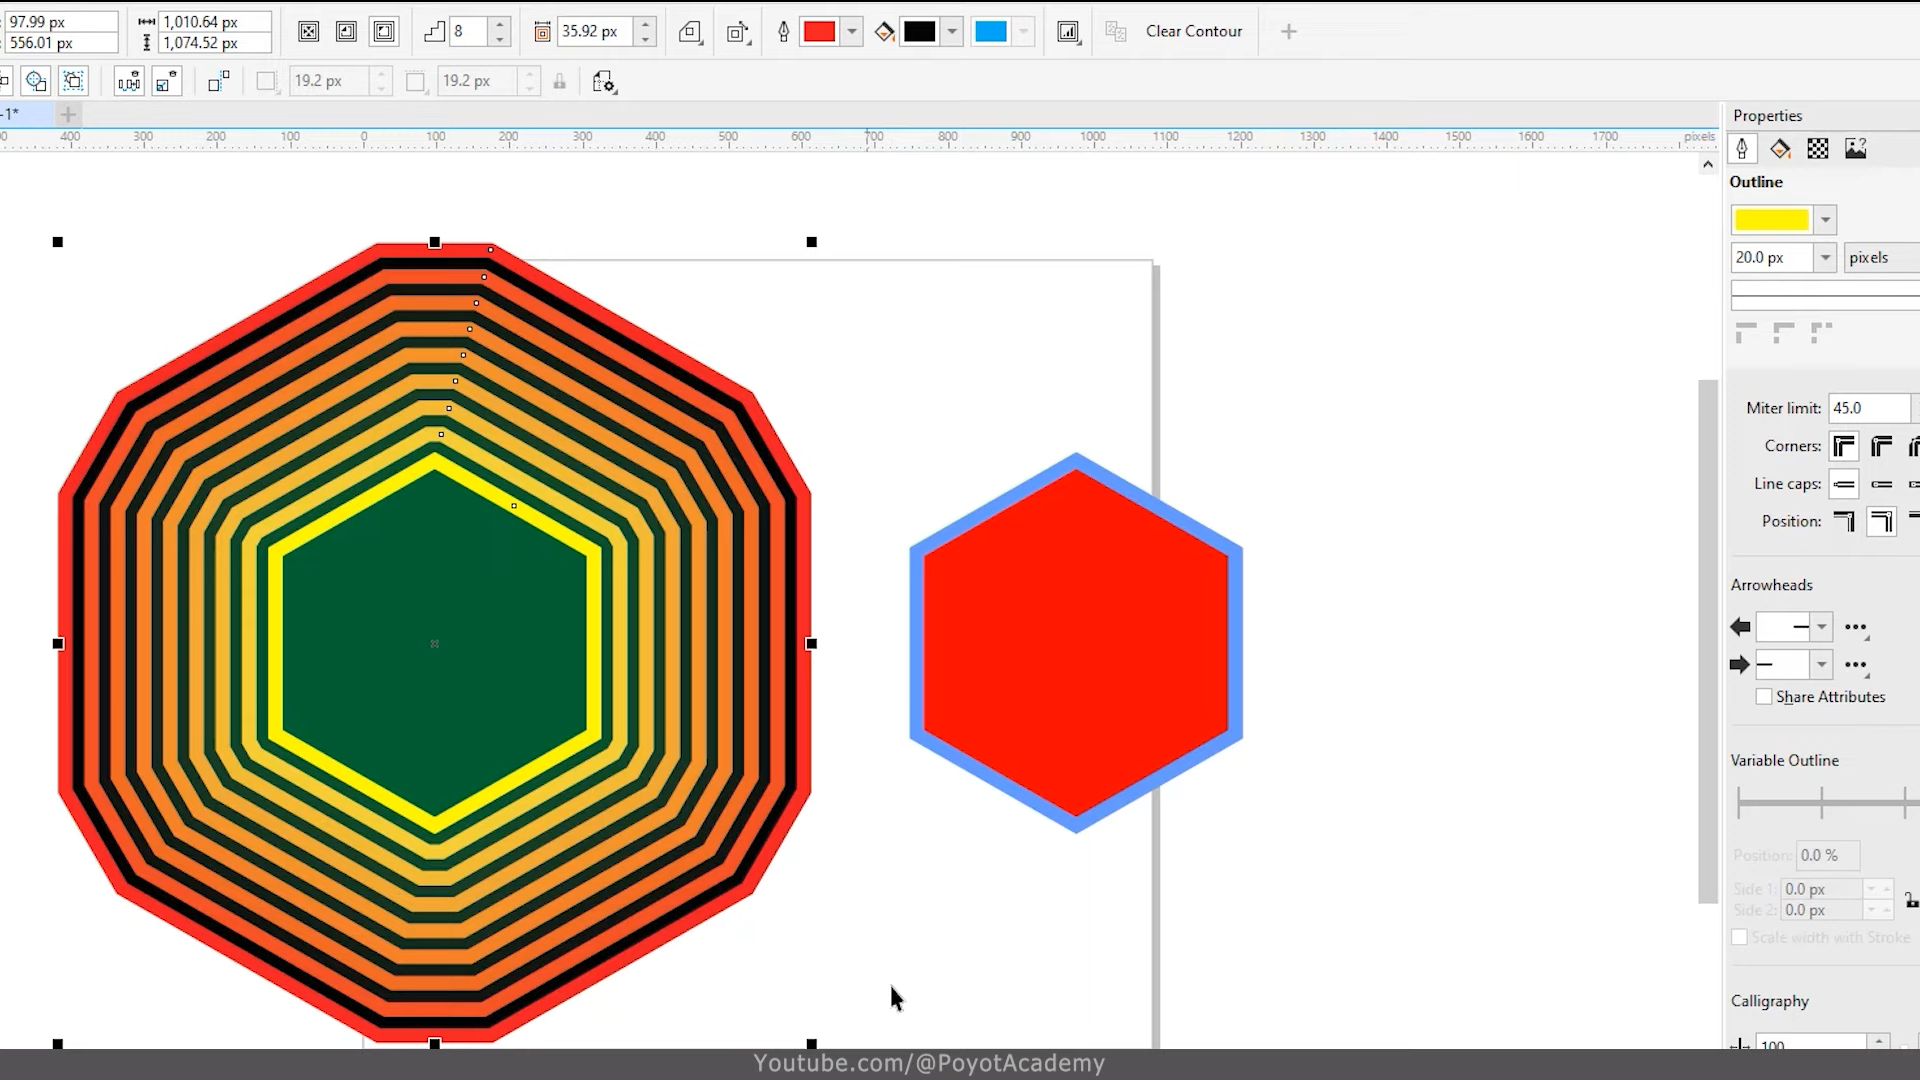 97.99 px
556.01 px
1,010.64 px
1,074.52 px
8
35.92 px
Clear Contour
19.2 px
19.2 px
-1*
400 300 200 100 0 100 200 300 400 500 600 700 800 900 1000 1100 1200 1300 1400 1500 1600 1700 pixels
Properties
Outline
20.0 px
pixels
Miter limit: 45.0
Corners:
Line caps:
Position:
Arrowheads
Share Attributes
Variable Outline
Position: 0.0 %
Side 1: 0.0 px
Side 2: 0.0 px
Scale width with Stroke
Calligraphy
100
Youtube.com/@PoyotAcademy